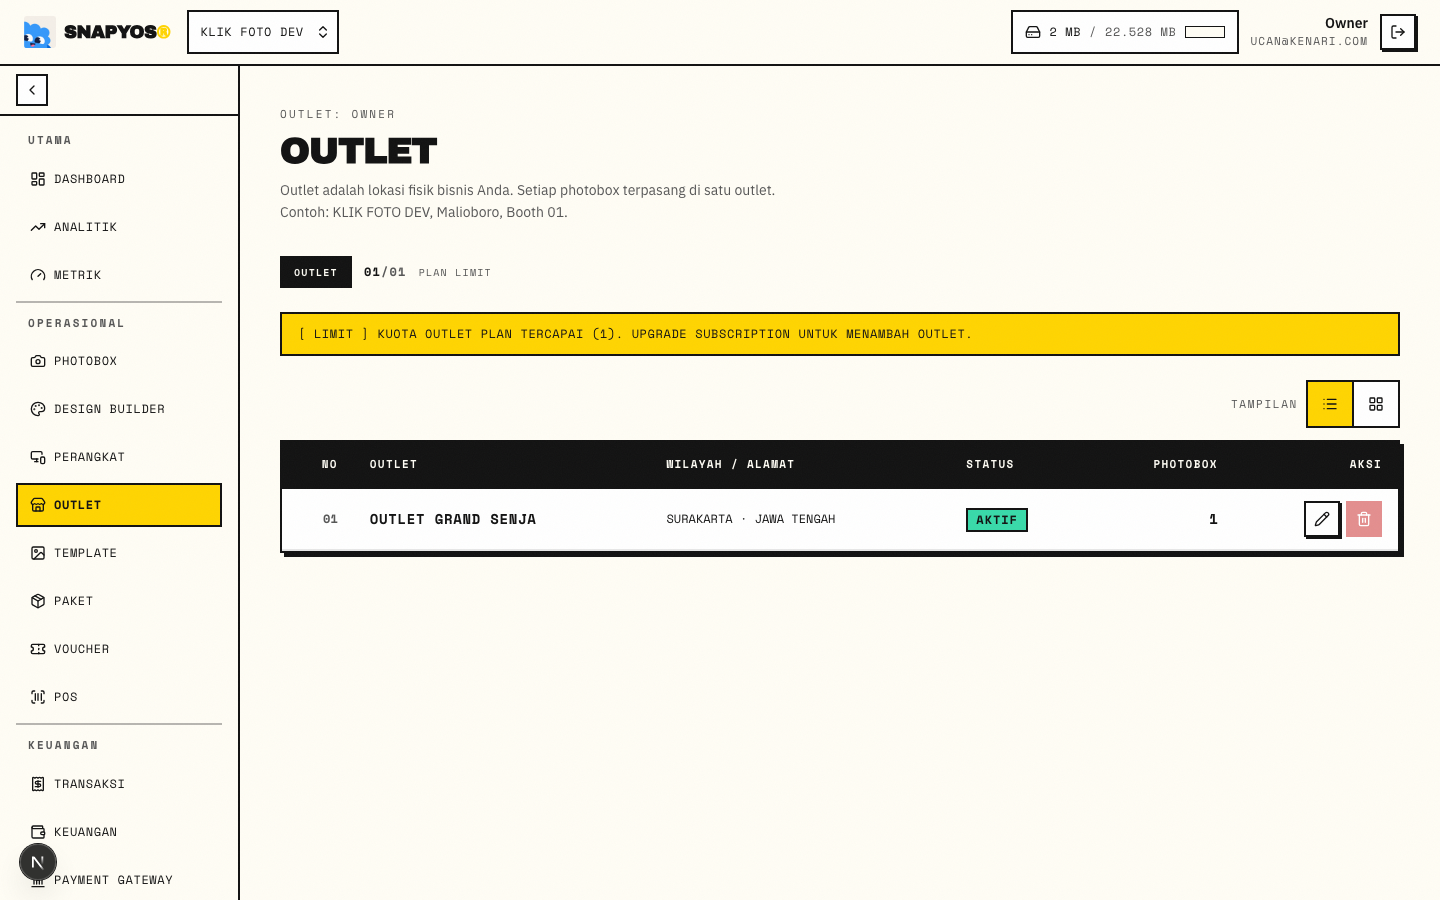 SNAPYOS®
KLIK FOTO DEV
2 MB / 22.528 MB
Owner
UCAN@KENARI.COM
UTAMA
DASHBOARD
ANALITIK
METRIK
OPERASIONAL
PHOTOBOX
DESIGN BUILDER
PERANGKAT
OUTLET
TEMPLATE
PAKET
VOUCHER
POS
KEUANGAN
TRANSAKSI
KEUANGAN
PAYMENT GATEWAY
N
OUTLET: OWNER
OUTLET
Outlet adalah lokasi fisik bisnis Anda. Setiap photobox terpasang di satu outlet.
Contoh: KLIK FOTO DEV, Malioboro, Booth 01.
OUTLET 01/01 PLAN LIMIT
[ LIMIT ] KUOTA OUTLET PLAN TERCAPAI (1). UPGRADE SUBSCRIPTION UNTUK MENAMBAH OUTLET.
TAMPILAN
NO OUTLET WILAYAH / ALAMAT STATUS PHOTOBOX AKSI
01 OUTLET GRAND SENJA SURAKARTA · JAWA TENGAH AKTIF 1